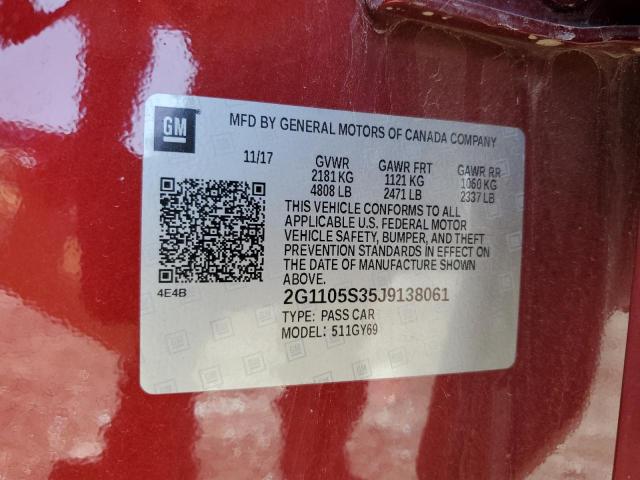 GM
MFD BY GENERAL MOTORS OF CANADA COMPANY
11/17 GVWR GAWR FRT GAWR RR
2181 KG 1121 KG 1060 KG
4808 LB 2471 LB 2337 LB
THIS VEHICLE CONFORMS TO ALL
APPLICABLE U.S. FEDERAL MOTOR
VEHICLE SAFETY, BUMPER, AND THEFT
PREVENTION STANDARDS IN EFFECT ON
THE DATE OF MANUFACTURE SHOWN
ABOVE.
4E4B
2G1105S35J9138061
TYPE: PASS CAR
MODEL: 511GY69